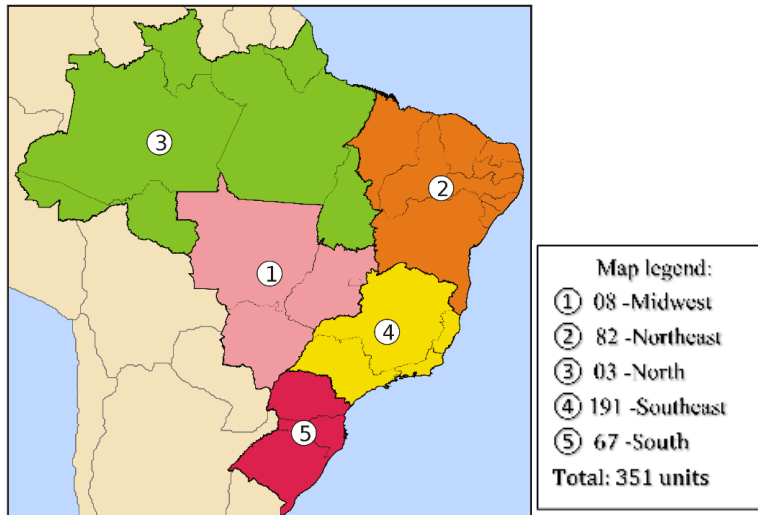 3
2
1
4
5
Map legend:
1 08 -Midwest
2 82 -Northeast
3 03 -North
4 191 -Southeast
5 67 -South
Total: 351 units